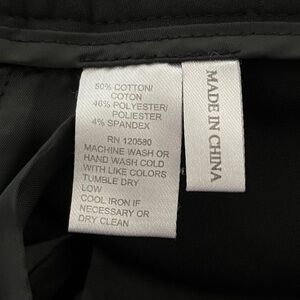 50% COTTON/
COTON
46% POLYESTER/
POLIESTER
4% SPANDEX
RN 120580
MACHINE WASH OR
HAND WASH COLD
WITH LIKE COLORS
TUMBLE DRY
LOW
COOL IRON IF
NECESSARY OR
DRY CLEAN
MADE IN CHINA